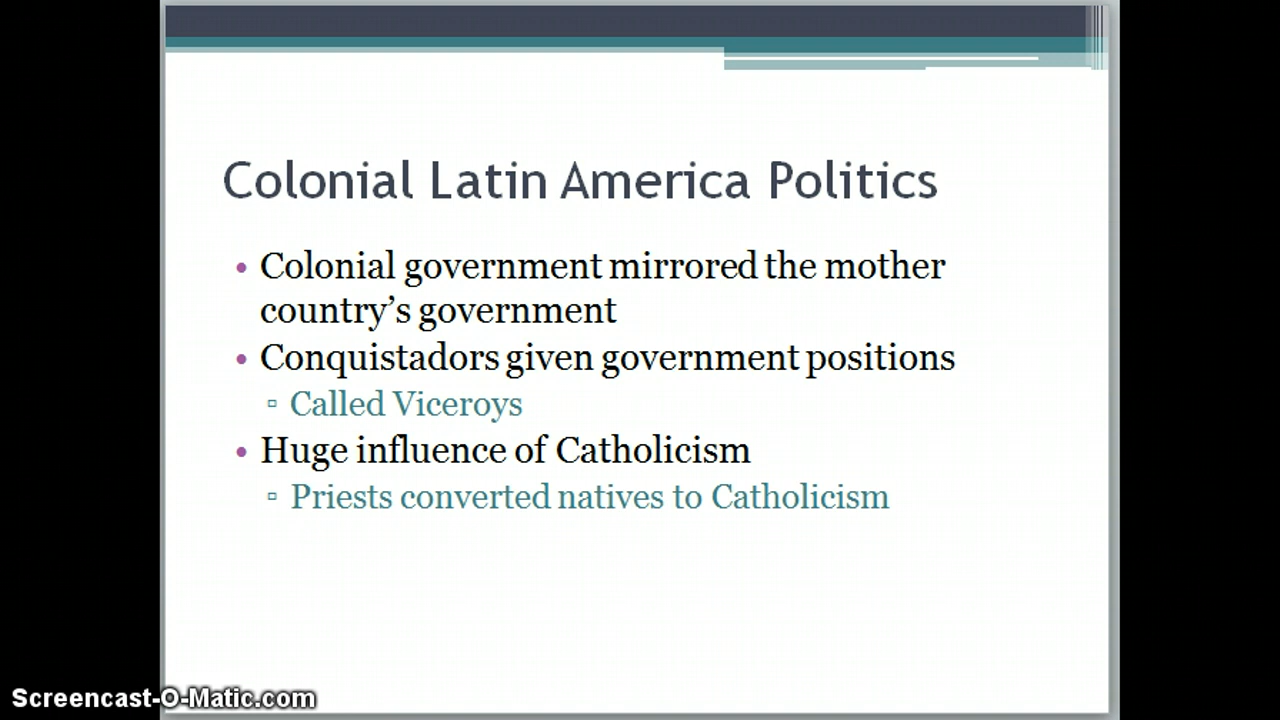 Colonial Latin America Politics
• Colonial government mirrored the mother
country's government
• Conquistadors given government positions
▫ Called Viceroys
• Huge influence of Catholicism
▫ Priests converted natives to Catholicism
Screencast-O-Matic.com